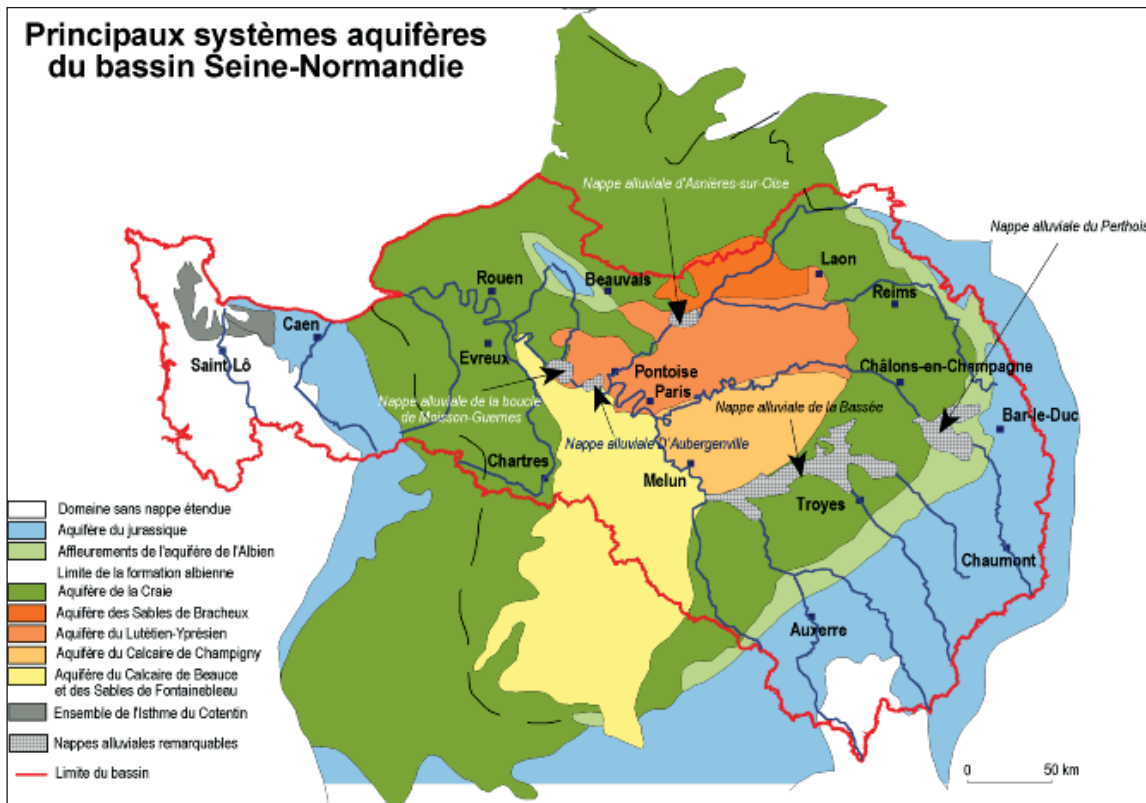 Principaux systèmes aquifères
du bassin Seine-Normandie
Nappe alluviale d'Asnières-sur-Oise
Nappe alluviale du Perthois
Laon
Rouen
Beauvais
Reims
Caen
Saint-Lô
Evreux
Pontoise
Paris
Châlons-en-Champagne
Nappe alluviale de la boucle
de Moisson-Guernes
Nappe alluviale de la Bassée
Bar-le-Duc
Nappe alluviale D'Aubergenville
Chartres
Melun
Troyes
Chaumont
Auxerre
Domaine sans nappe étendue
Aquifère du jurassique
Affleurements de l'aquifère de l'Albien
Limite de la formation albienne
Aquifère de la Craie
Aquifère des Sables de Bracheux
Aquifère du Lutétien-Yprésien
Aquifère du Calcaire de Champigny
Aquifère du Calcaire de Beauce
et des Sables de Fontainebleau
Ensemble de l'Isthme du Cotentin
Nappes alluviales remarquables
Limite du bassin
0 50 km